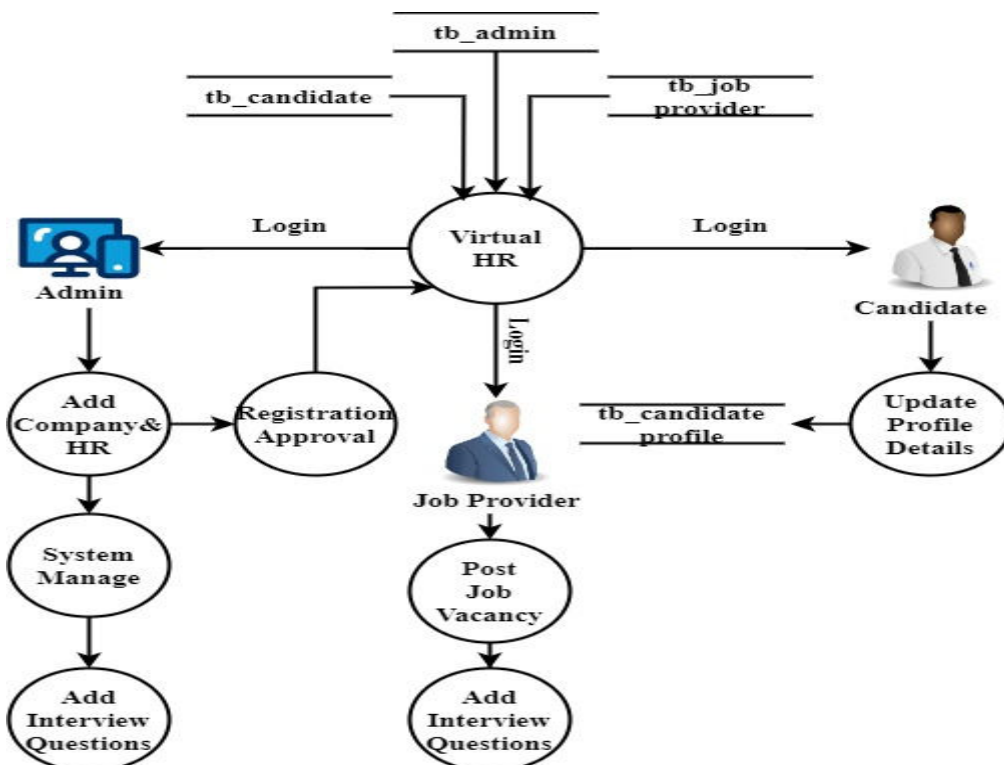 tb_admin
tb_candidate
tb_job
provider
Login
Virtual
HR
Login
Admin
Candidate
Login
Add
Company&
HR
Registration
Approval
tb_candidate
profile
Update
Profile
Details
Job Provider
System
Manage
Post
Job
Vacancy
Add
Interview
Questions
Add
Interview
Questions